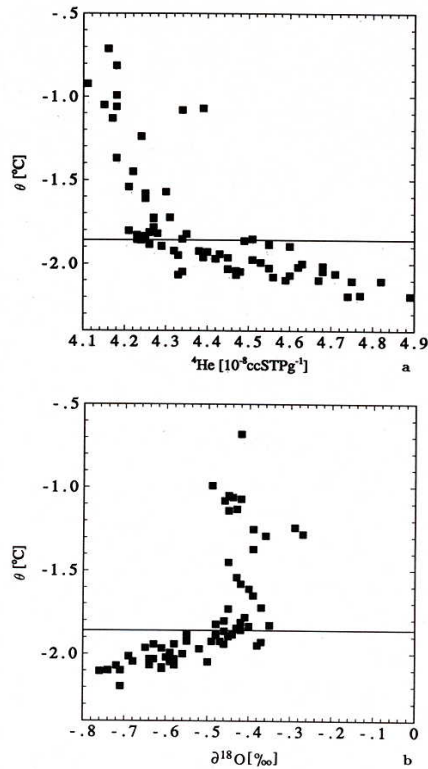 -.5
-1.0
-1.5
-2.0
θ [°C]
4.1 4.2 4.3 4.4 4.5 4.6 4.7 4.8 4.9
⁴He [10⁻⁸ccSTPg⁻¹]
a
-.5
-1.0
-1.5
-2.0
θ [°C]
-.8 -.7 -.6 -.5 -.4 -.3 -.2 -.1 0
∂¹⁸O[‰]
b